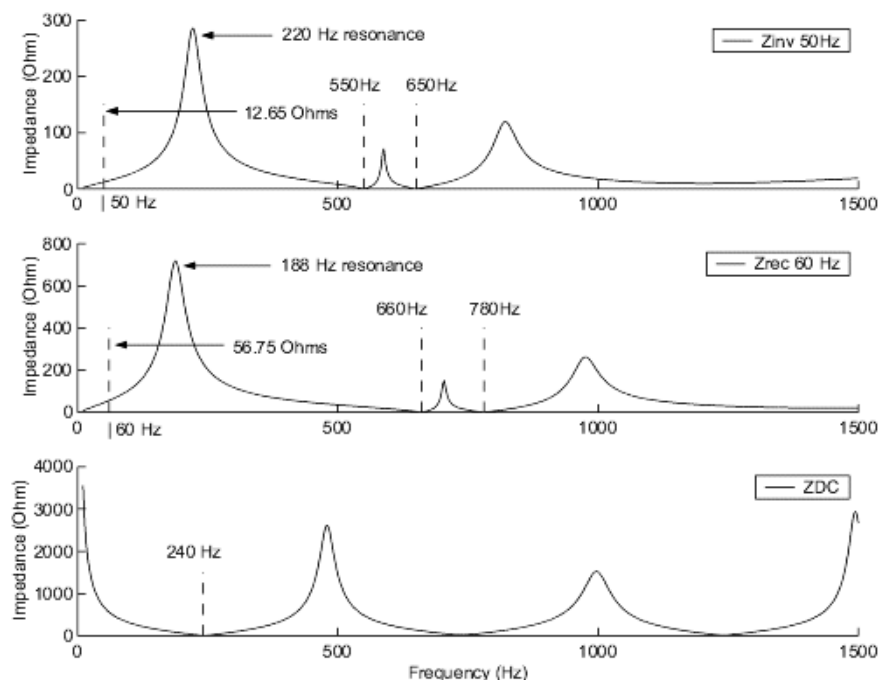 300
200
100
0
Impedance (Ohm)
220 Hz resonance
12.65 Ohms
550Hz
650Hz
Zinv 50Hz
0
| 50 Hz
500
1000
1500
800
600
400
200
0
Impedance (Ohm)
188 Hz resonance
56.75 Ohms
660Hz
780Hz
Zrec 60 Hz
0
| 60 Hz
500
1000
1500
4000
3000
2000
1000
0
Impedance (Ohm)
240 Hz
ZDC
0
500
1000
1500
Frequency (Hz)